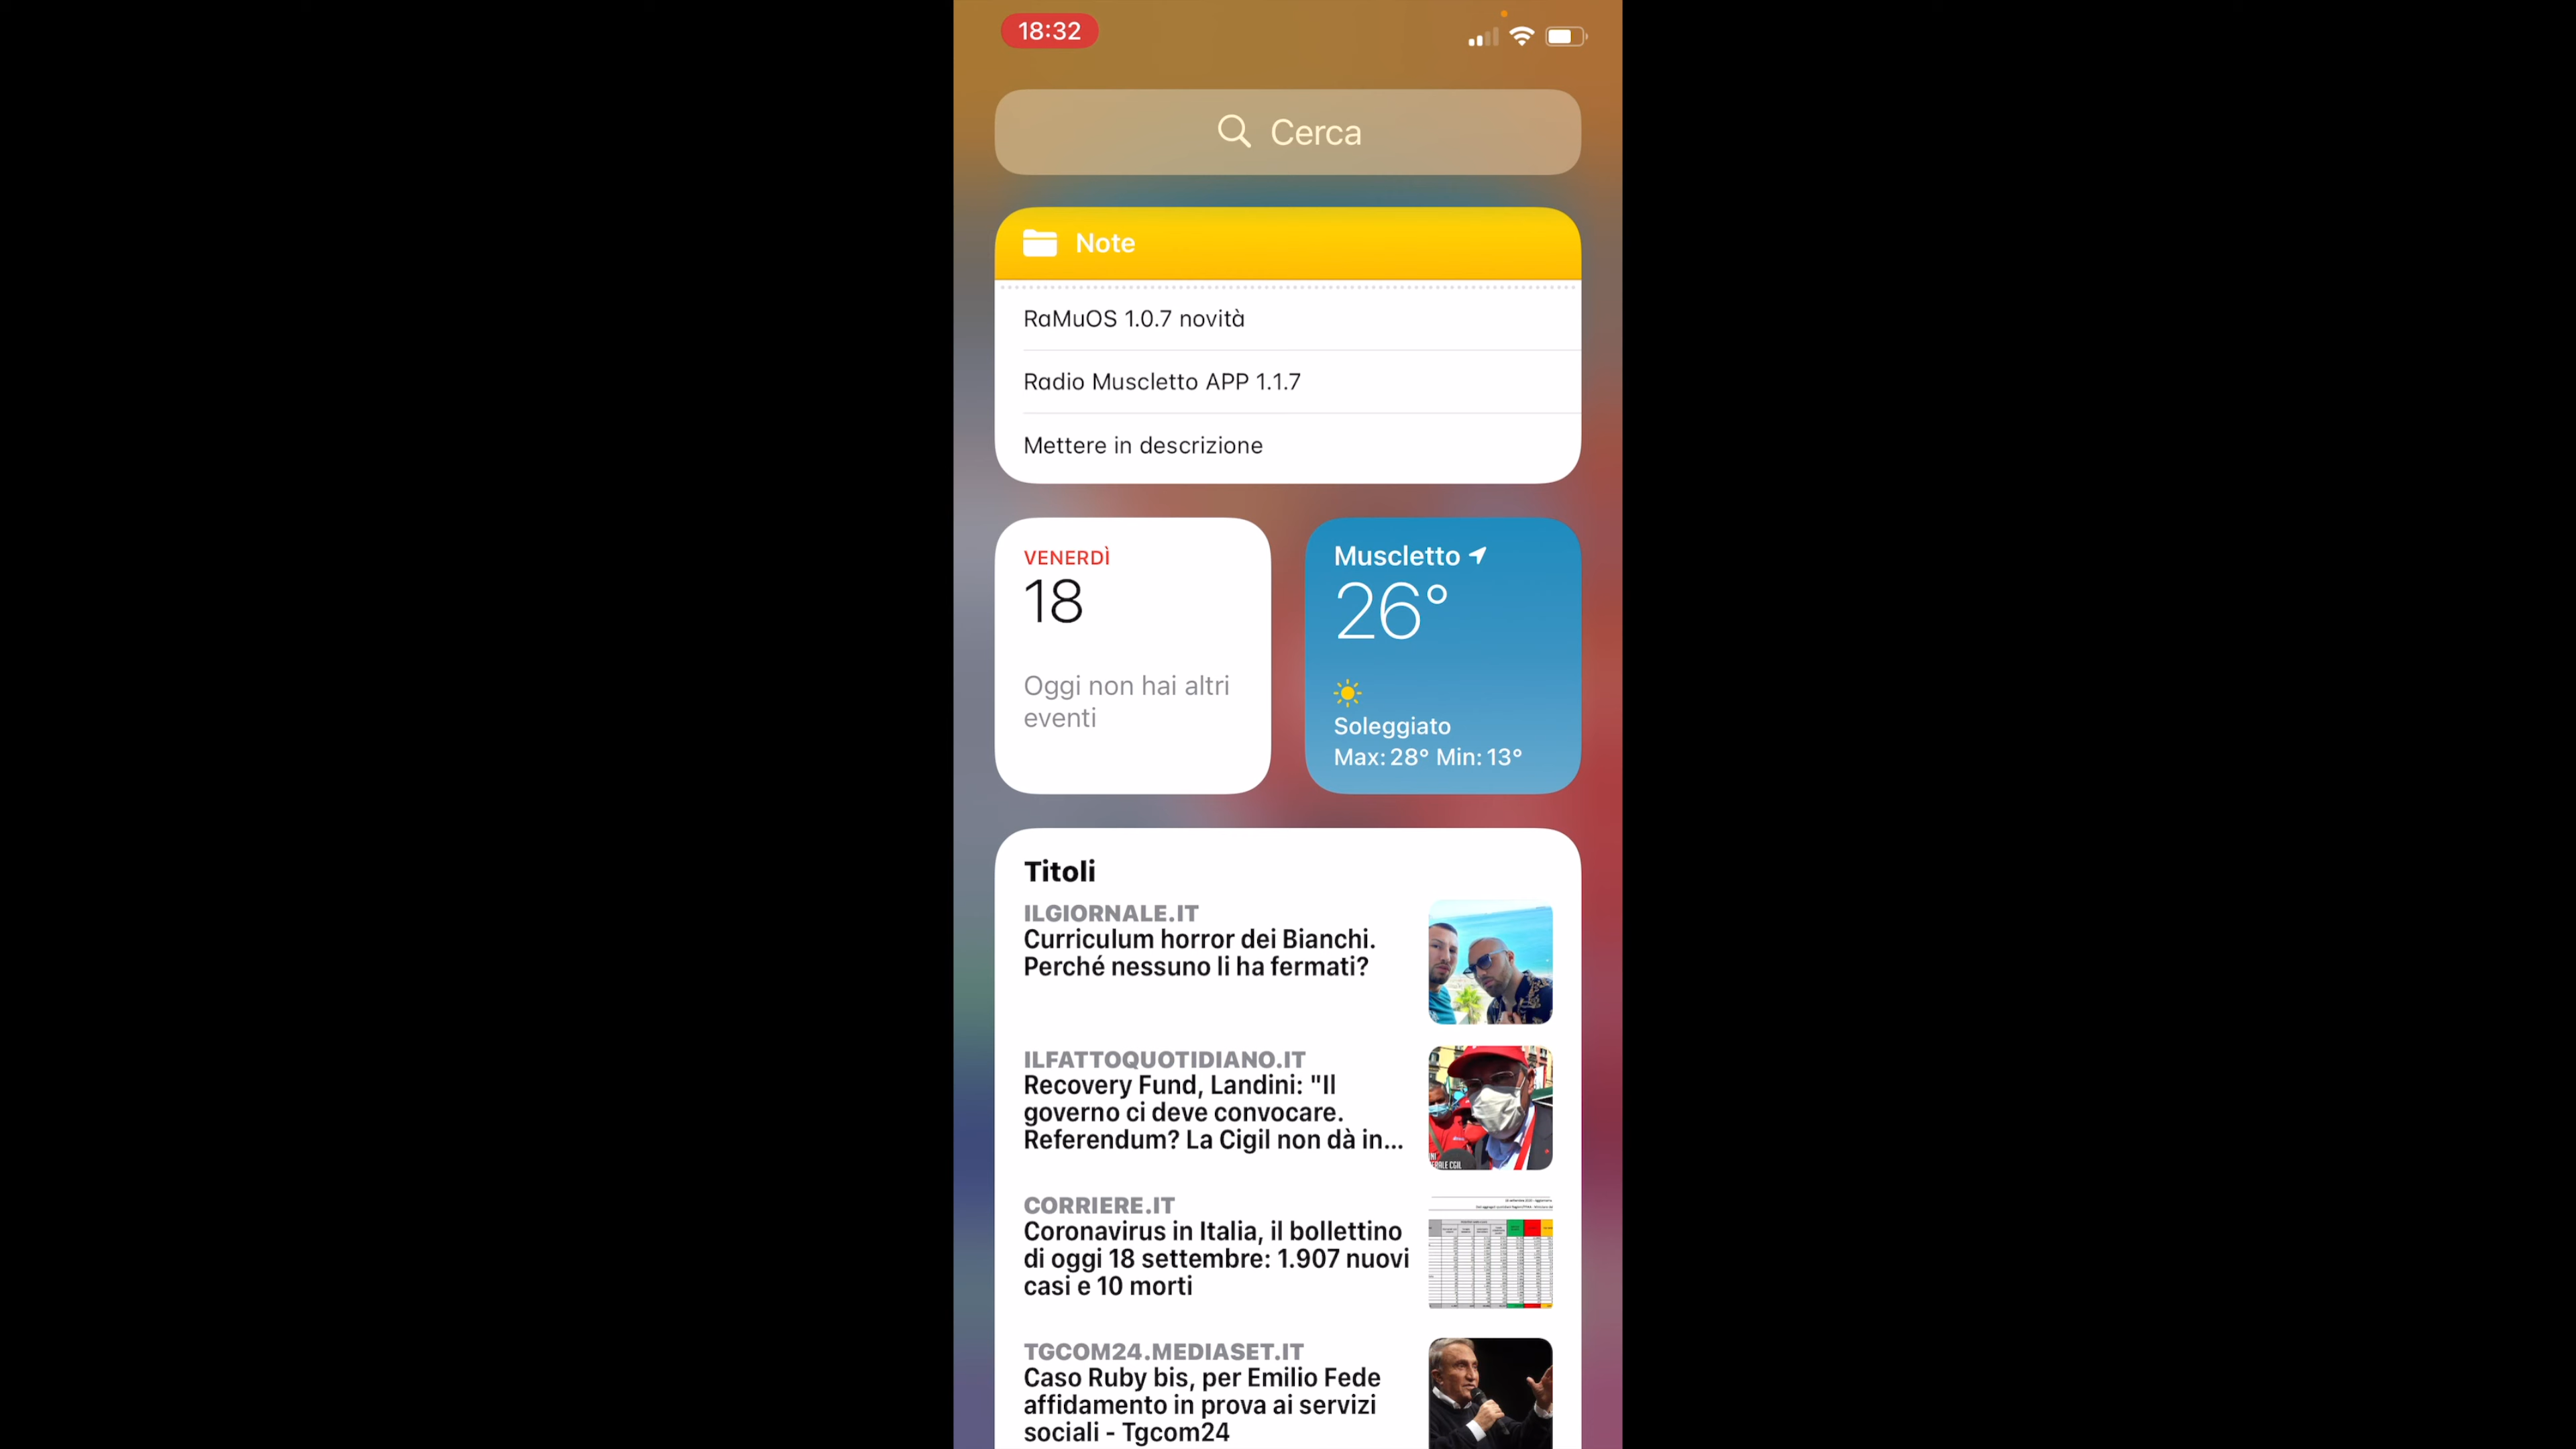 18:32
Cerca
Note
RaMuOS 1.0.7 novità
Radio Muscletto APP 1.1.7
Mettere in descrizione
VENERDÌ
18
Oggi non hai altri
eventi
Muscletto
26°
Soleggiato
Max: 28° Min: 13°
Titoli
ILGIORNALE.IT
Curriculum horror dei Bianchi.
Perché nessuno li ha fermati?
ILFATTOQUOTIDIANO.IT
Recovery Fund, Landini: "Il
governo ci deve convocare.
Referendum? La Cigil non dà in...
CORRIERE.IT
Coronavirus in Italia, il bollettino
di oggi 18 settembre: 1.907 nuovi
casi e 10 morti
TGCOM24.MEDIASET.IT
Caso Ruby bis, per Emilio Fede
affidamento in prova ai servizi
sociali - Tgcom24